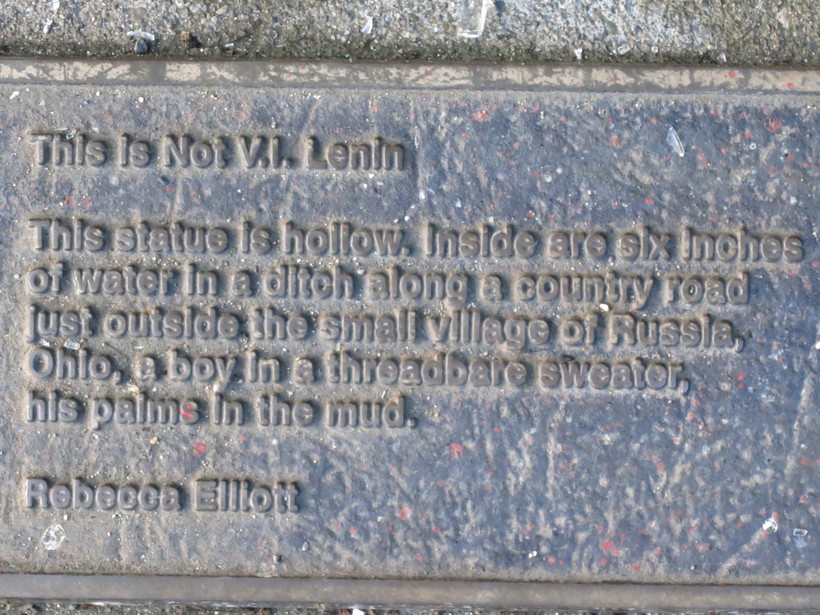 This is Not V.I. Lenin
This statue is hollow. Inside are six inches
of water in a ditch along a country road
just outside the small village of Russia,
Ohio, a boy in a threadbare sweater,
his palms in the mud.
Rebecca Elliott